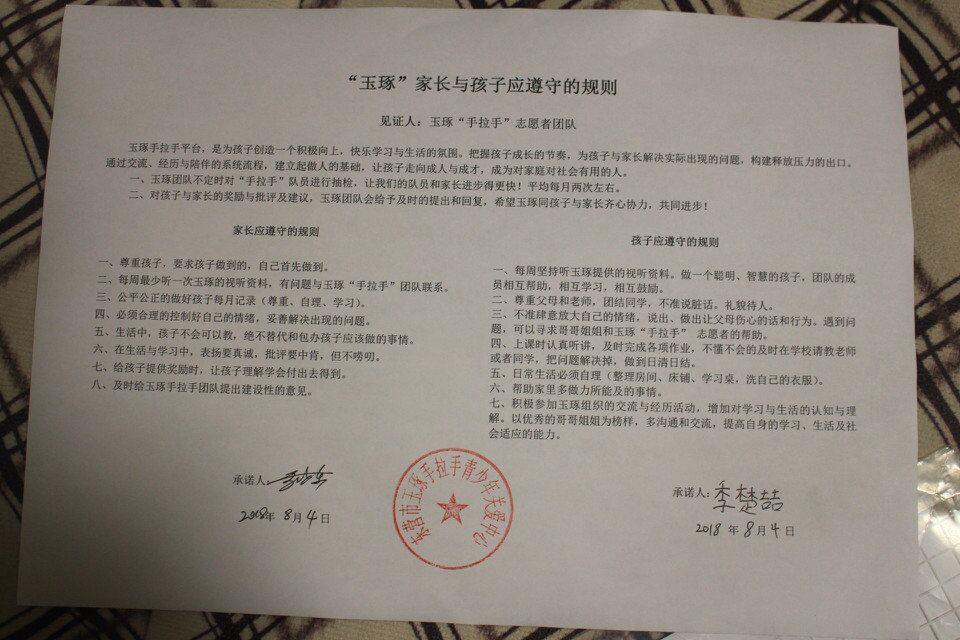 “玉琢”家长与孩子应遵守的规则
见证人：玉琢“手拉手”志愿者团队
玉琢手拉手平台，是为孩子创造一个积极向上，快乐学习与生活的氛围。把握孩子成长的节奏，为孩子与家长解决实际出现的问题，构建释放压力的出口。
通过交流、经历与陪伴的系统流程，建立起做人的基础，让孩子走向成人与成才，成为对家庭对社会有用的人。
一、玉琢团队不定时对“手拉手”队员进行抽检，让我们的队员和家长进步得更快！平均每月两次左右。
二、对孩子与家长的奖励与批评及建议，玉琢团队会给予及时的提出和回复，希望玉琢同孩子与家长齐心协力，共同进步！
家长应遵守的规则
一、尊重孩子，要求孩子做到的，自己首先做到。
二、每周最少听一次玉琢的视听资料，有问题与玉琢“手拉手”团队联系。
三、公平公正的做好孩子每月记录（尊重、自理、学习）。
四、必须合理的控制好自己的情绪，妥善解决出现的问题。
五、生活中，孩子不会可以教，绝不替代和包办孩子应该做的事情。
六、在生活与学习中，表扬要真诚，批评要中肯，但不唠叨。
七、给孩子提供奖励时，让孩子理解学会付出去得到。
八、及时给玉琢手拉手团队提出建设性的意见。
承诺人：
2018年 8月4日
孩子应遵守的规则
一、每周坚持听玉琢提供的视听资料。做一个聪明、智慧的孩子，团队的成
员相互帮助，相互学习，相互鼓励。
二、尊重父母和老师，团结同学，不准说脏话。礼貌待人。
三、不准肆意放大自己的情绪，说出、做出让父母伤心的话和行为。遇到问
题，可以寻求哥哥姐姐和玉琢“手拉手” 志愿者的帮助。
四、上课时认真听讲，及时完成各项作业，不懂不会的及时在学校请教老师
或者同学，把问题解决掉，做到日清日结。
五、日常生活必须自理（整理房间、床铺、学习桌，洗自己的衣服）。
六、帮助家里多做力所能及的事情。
七、积极参加玉琢组织的交流与经历活动，增加对学习与生活的认知与理
解。以优秀的哥哥姐姐为榜样，多沟通和交流，提高自身的学习、生活及社
会适应的能力。
承诺人：季楚喆
2018 年 8月 4日
东营市玉琢手拉手青少年关爱中心